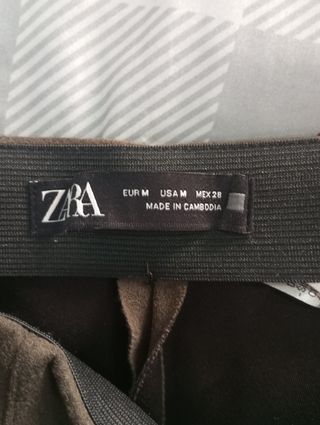 ZARA
EUR M USA M MEX 28
MADE IN CAMBODIA